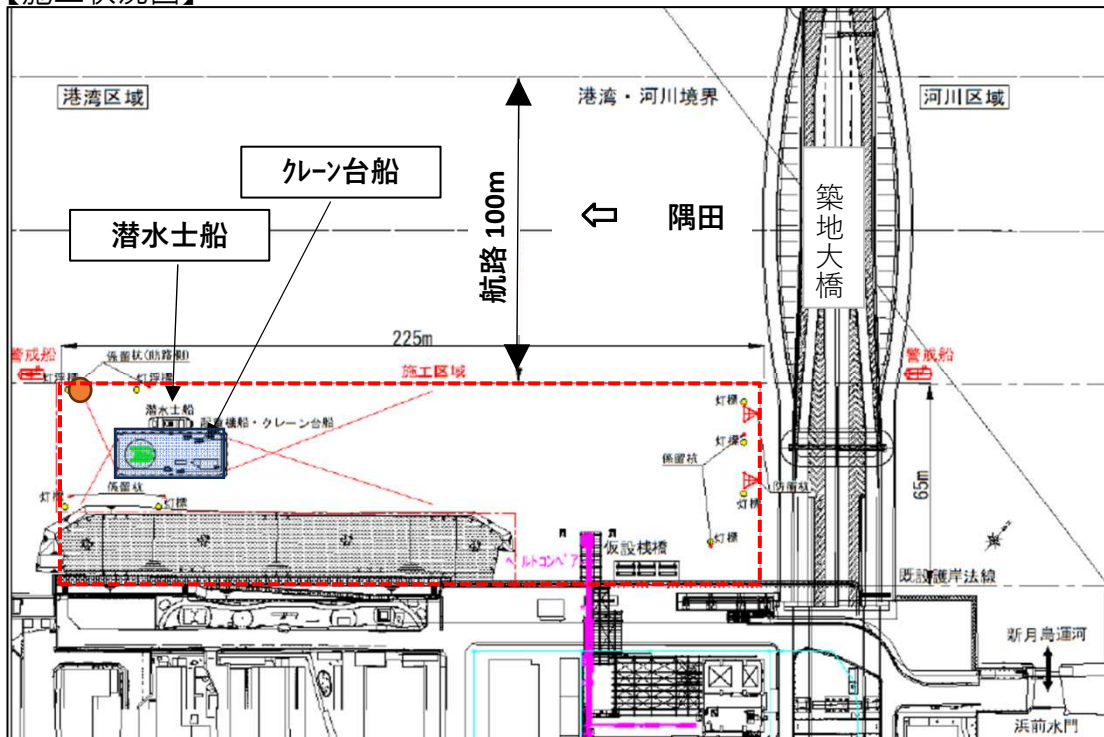 【施工状況図】
港湾区域
港湾・河川境界
河川区域
クレーン台船
潜水士船
航路 100m
⇦ 隅田
築地大橋
225m
警戒船
係留杭(航路側)
灯浮標
灯浮標
施工区域
警戒船
潜水士船
起重機船・クレーン台船
灯標
灯標
係留杭
防衝杭
65m
灯標
係留杭
灯標
灯標
灯標
ベルトコンベア
仮設桟橋
既設護岸法線
新月島運河
浜前水門